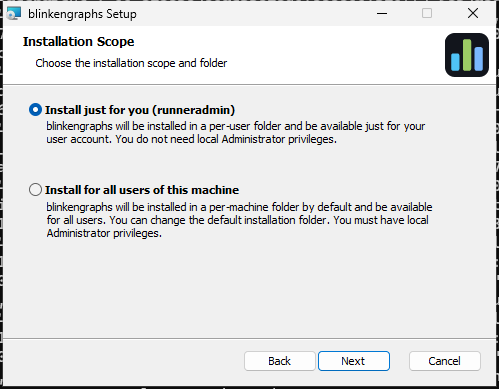 blinkengraphs Setup
Installation Scope
Choose the installation scope and folder
Install just for you (runneradmin)
blinkengraphs will be installed in a per-user folder and be available just for your
user account. You do not need local Administrator privileges.
Install for all users of this machine
blinkengraphs will be installed in a per-machine folder by default and be available
for all users. You can change the default installation folder. You must have local
Administrator privileges.
Back
Next
Cancel